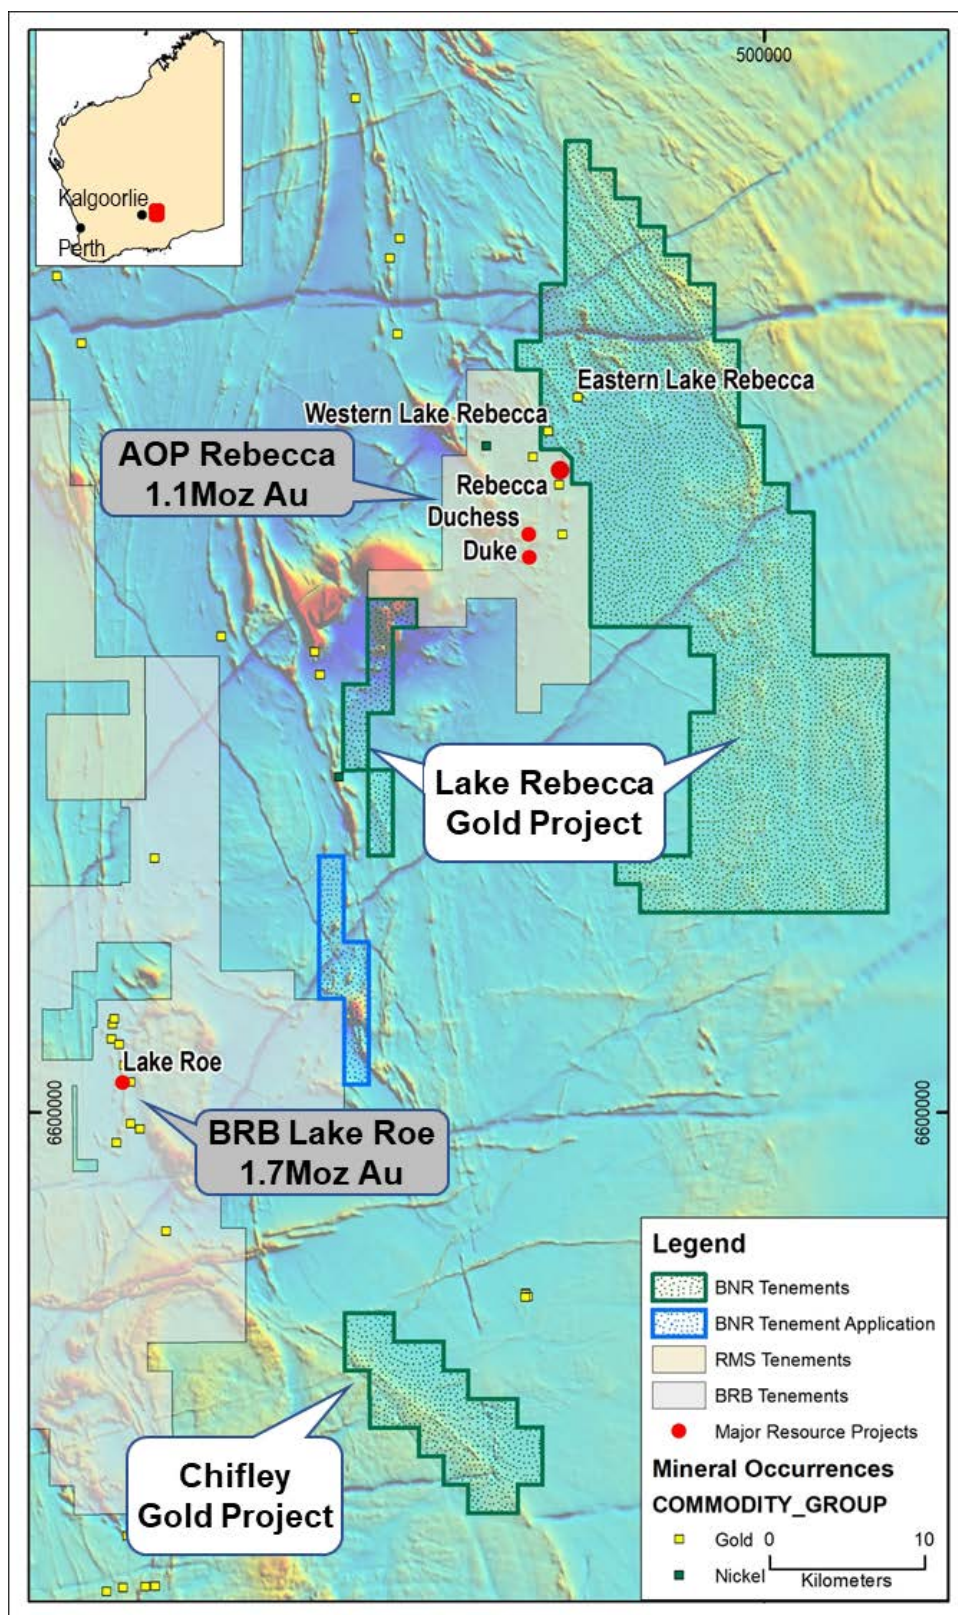 500000
Kalgoorlie
Perth
Eastern Lake Rebecca
Western Lake Rebecca
AOP Rebecca
1.1Moz Au
Rebecca
Duchess
Duke
Lake Rebecca
Gold Project
Lake Roe
6600000
6600000
BRB Lake Roe
1.7Moz Au
Chifley
Gold Project
Legend
BNR Tenements
BNR Tenement Application
RMS Tenements
BRB Tenements
Major Resource Projects
Mineral Occurrences
COMMODITY_GROUP
Gold
Nickel
0 10
Kilometers